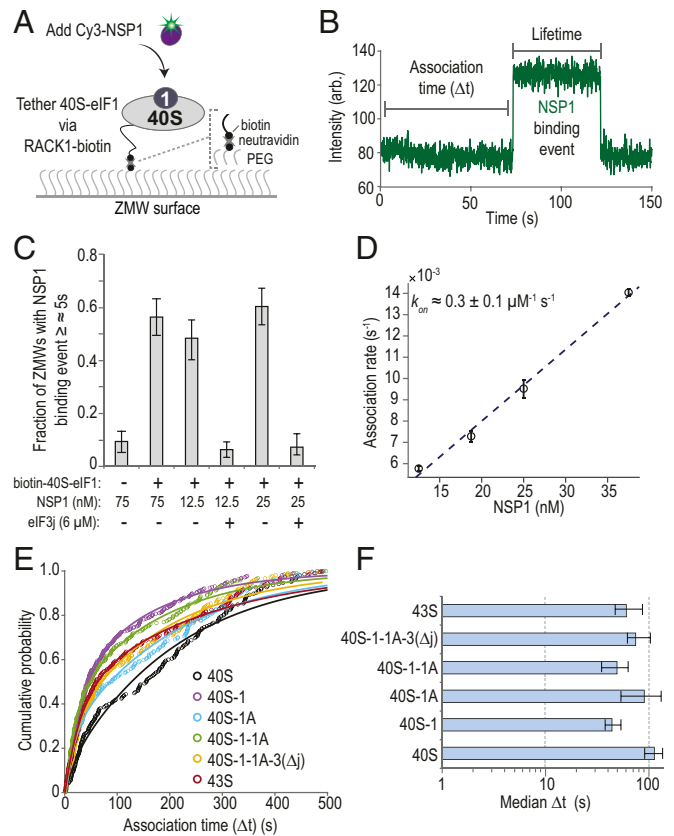 A
Add Cy3-NSP1
Tether 40S-eIF1
via
RACK1-biotin
1
40S
biotin
neutravidin
PEG
ZMW surface
B
Lifetime
Association
time (Δt)
NSP1
binding
event
Intensity (arb.)
140
120
100
80
60
0 50 100 150
Time (s)
C
Fraction of ZMWs with NSP1
binding event ≥ ≈ 5s
0.8
0.6
0.4
0.2
0
biotin-40S-eIF1: - + + + + +
NSP1 (nM): 75 75 12.5 12.5 25 25
eIF3j (6 μM): - - - + - +
D
×10⁻³
kon ≈ 0.3 ± 0.1 μM⁻¹ s⁻¹
Association rate (s⁻¹)
14
13
12
11
10
9
8
7
6
15 20 25 30 35
NSP1 (nM)
E
Cumulative probability
1.0
0.8
0.6
0.4
0.2
0
40S
40S-1
40S-1A
40S-1-1A
40S-1-1A-3(Δj)
43S
0 100 200 300 400 500
Association time (Δt) (s)
F
43S
40S-1-1A-3(Δj)
40S-1-1A
40S-1A
40S-1
40S
1 10 100
Median Δt (s)